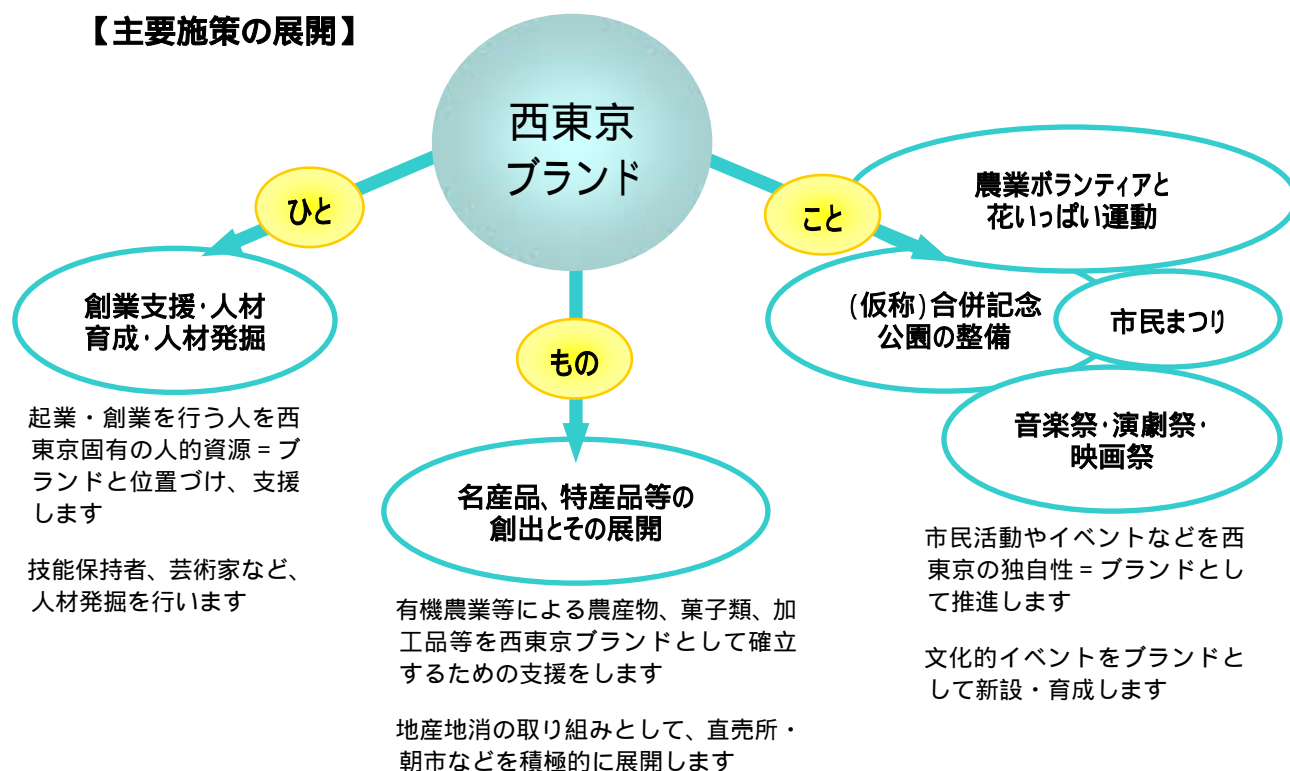 【主要施策の展開】
西東京
ブランド
ひと
創業支援・人材
育成・人材発掘
起業・創業を行う人を西
東京固有の人的資源＝ブ
ランドと位置づけ、支援
します
技能保持者、芸術家など、
人材発掘を行います
もの
名産品、特産品等の
創出とその展開
有機農業等による農産物、菓子類、加
工品等を西東京ブランドとして確立
するための支援をします
地産地消の取り組みとして、直売所・
朝市などを積極的に展開します
こと
農業ボランティアと
花いっぱい運動
(仮称)合併記念
公園の整備
市民まつり
音楽祭・演劇祭・
映画祭
市民活動やイベントなどを西
東京の独自性＝ブランドとし
て推進します
文化的イベントをブランドと
して新設・育成します